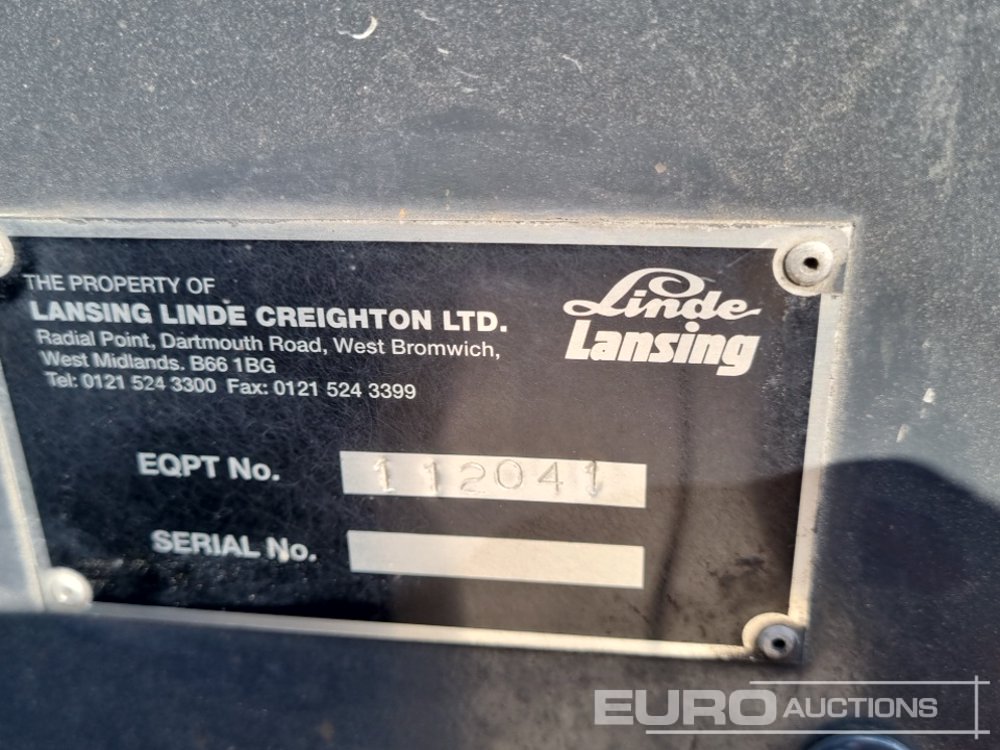 THE PROPERTY OF
LANSING LINDE CREIGHTON LTD.
Radial Point, Dartmouth Road, West Bromwich,
West Midlands. B66 1BG
Tel: 0121 524 3300 Fax: 0121 524 3399
Linde
Lansing
EQPT No. 112041
SERIAL No.
EURO AUCTIONS